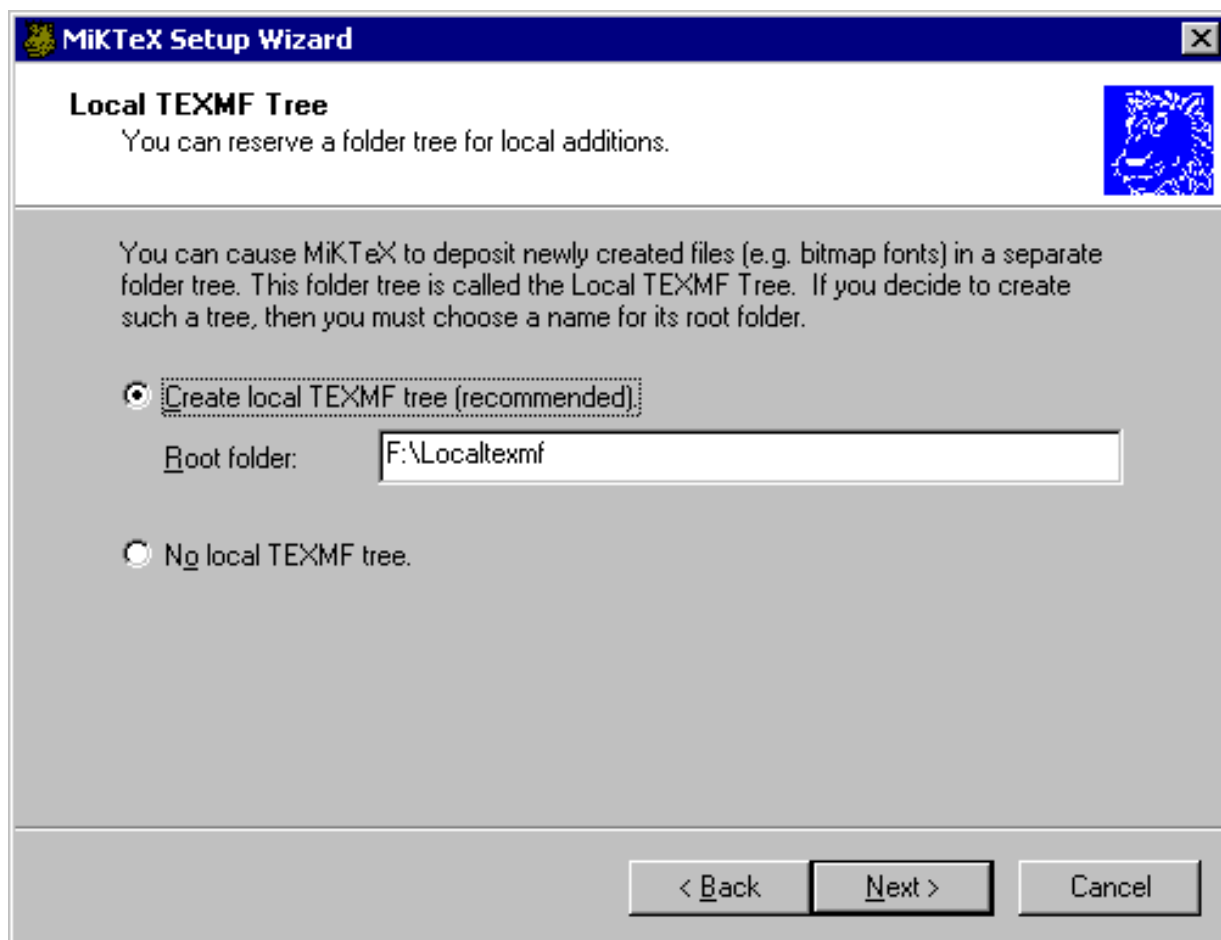 MiKTeX Setup Wizard
Local TEXMF Tree
You can reserve a folder tree for local additions.
You can cause MiKTeX to deposit newly created files (e.g. bitmap fonts) in a separate
folder tree. This folder tree is called the Local TEXMF Tree.  If you decide to create
such a tree, then you must choose a name for its root folder.
Create local TEXMF tree (recommended).
Root folder: F:\Localtexmf
No local TEXMF tree.
< Back Next > Cancel